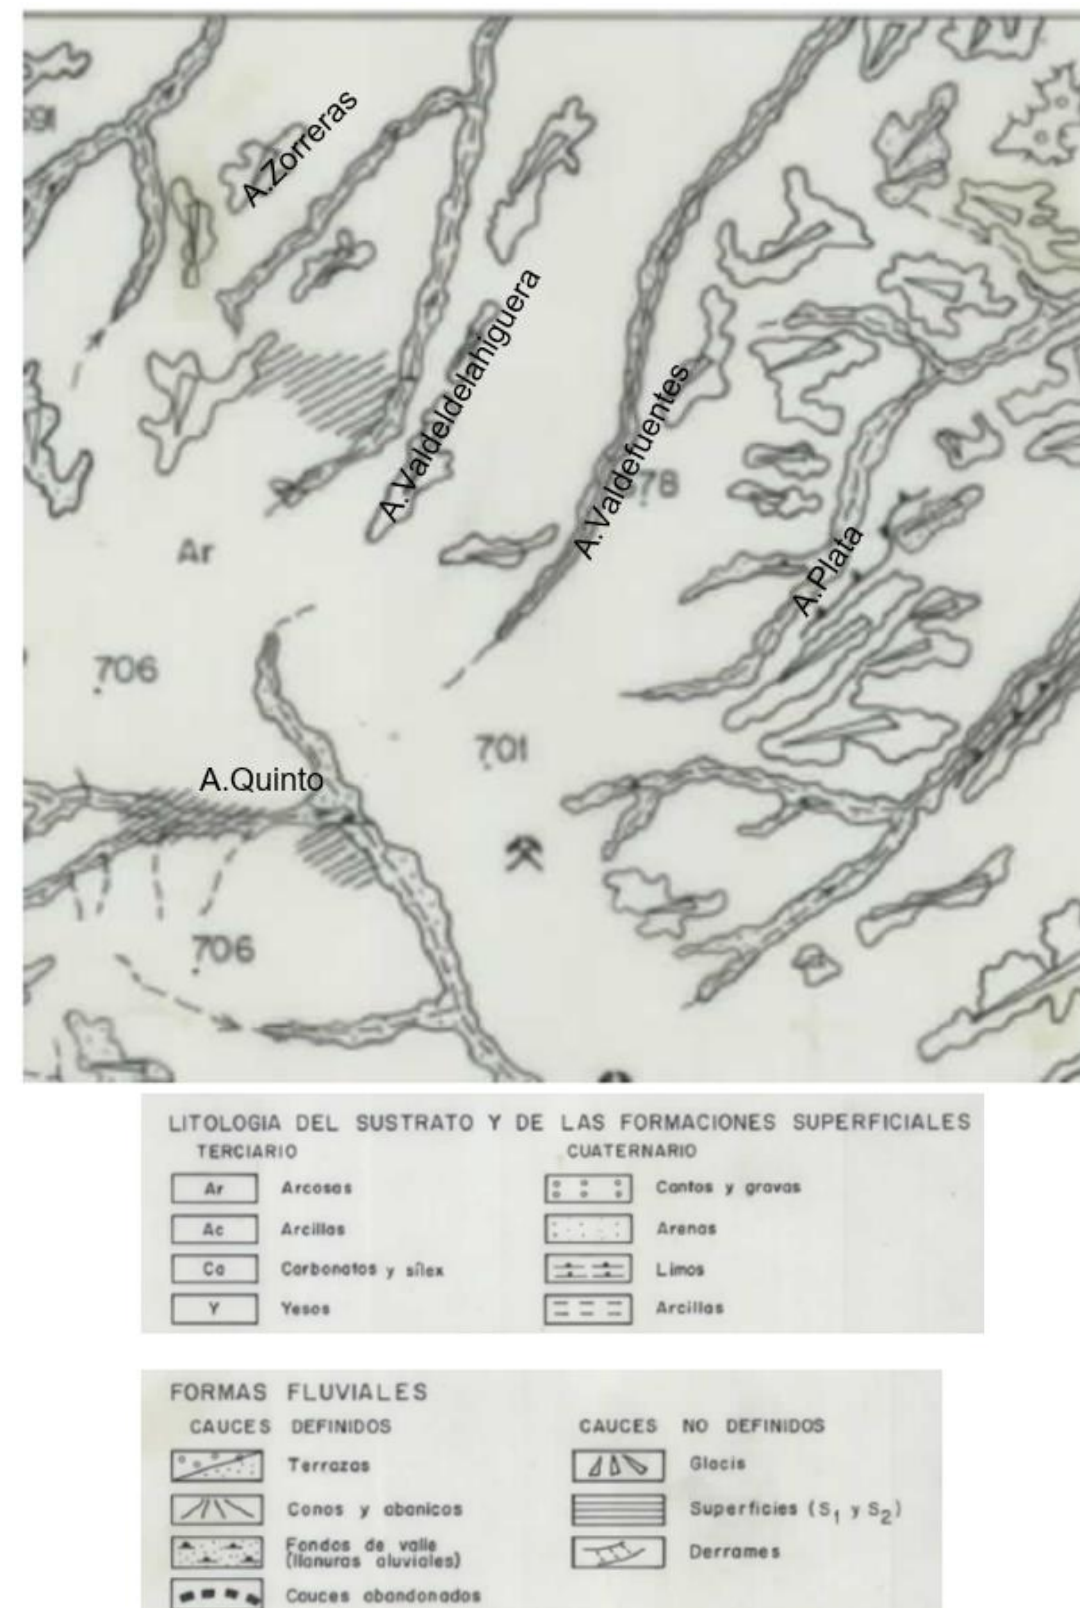 691
A.Zorreras
A.Valdeldelahiguera
A.Valdefuentes
78
Ar
A.Plata
706
701
A.Quinto
706
LITOLOGIA DEL SUSTRATO Y DE LAS FORMACIONES SUPERFICIALES
TERCIARIO
CUATERNARIO
Ar Arcosas
Cantos y gravas
Ac Arcillas
Arenas
Ca Carbonatos y sílex
Limos
Y Yesos
Arcillas
FORMAS FLUVIALES
CAUCES DEFINIDOS
CAUCES NO DEFINIDOS
Terrazas
Glacis
Conos y abanicos
Superficies (S1 y S2)
Fondos de valle
(llanuras aluviales)
Derrames
Cauces abandonados